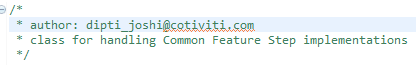 /*
 * author: dipti_joshi@cotiviti.com
 * class for handling Common Feature Step implementations
 */